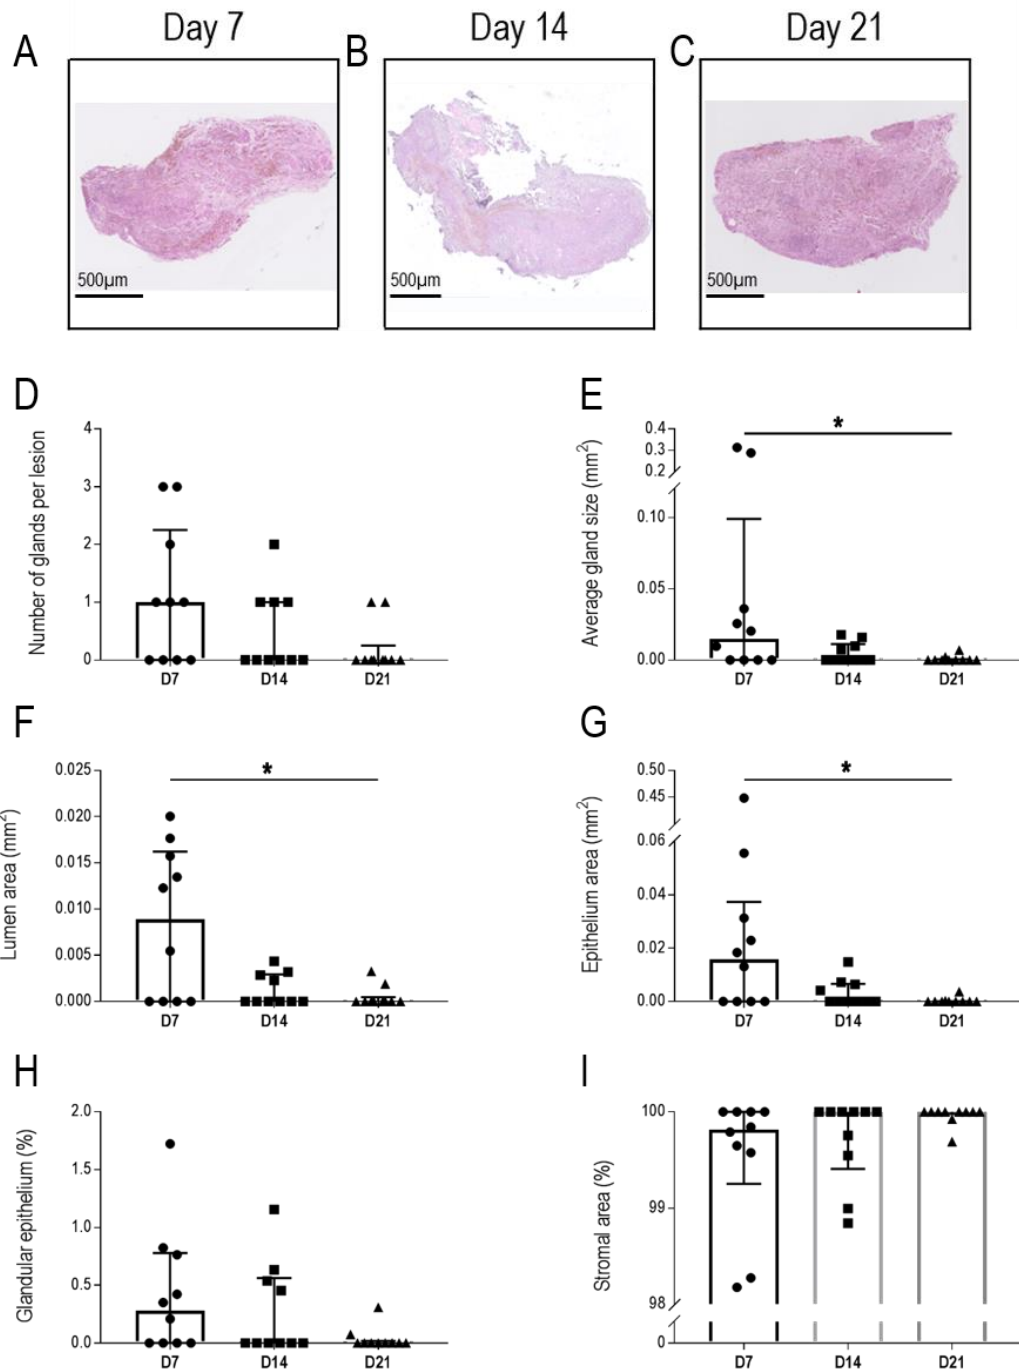 Day 7
Day 14
Day 21
A
B
C
500µm
500µm
500µm
D
E
Number of glands per lesion
4
3
2
1
0
D7
D14
D21
Average gland size (mm²)
*
0.4
0.3
0.2
0.10
0.05
0.00
D7
D14
D21
F
G
Lumen area (mm²)
*
0.025
0.020
0.015
0.010
0.005
0.000
D7
D14
D21
Epithelium area (mm²)
*
0.50
0.45
0.06
0.04
0.02
0.00
D7
D14
D21
H
I
Glandular epithelium (%)
2.0
1.5
1.0
0.5
0.0
D7
D14
D21
Stromal area (%)
100
99
98
0
D7
D14
D21